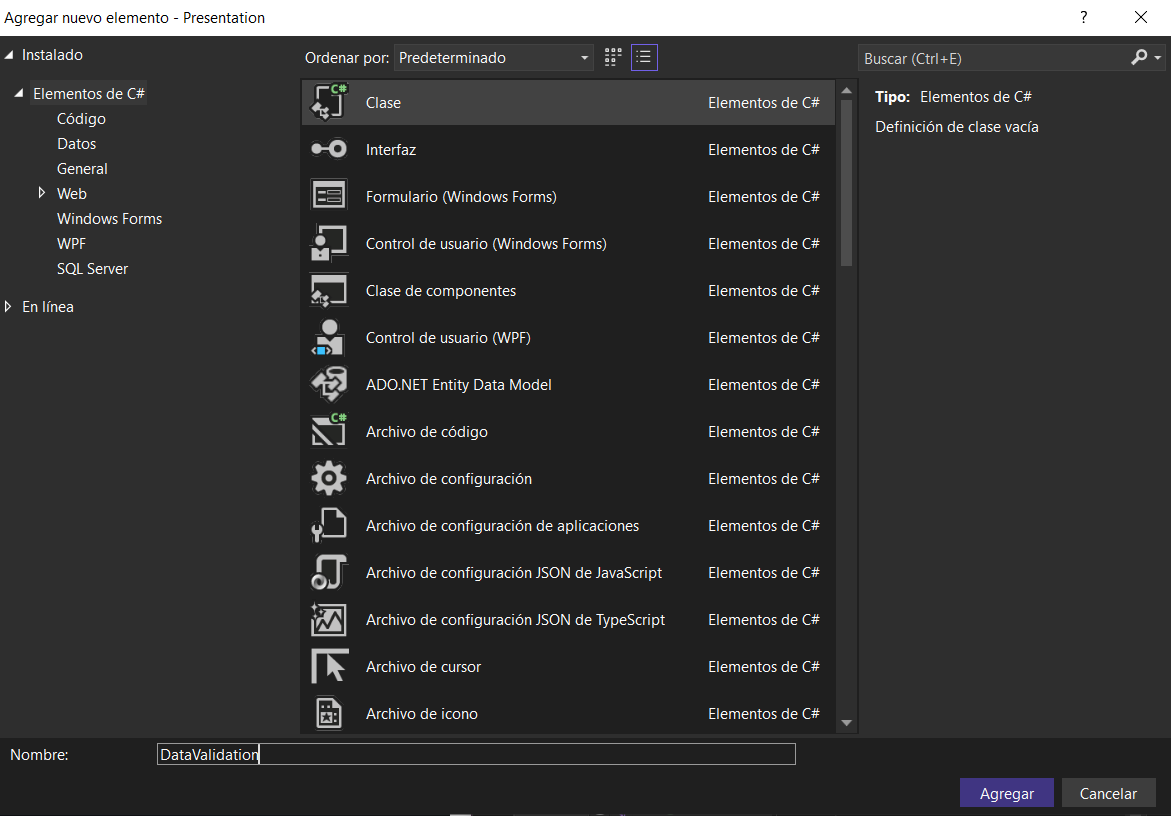 Agregar nuevo elemento - Presentation
?
Instalado
Elementos de C#
Código
Datos
General
Web
Windows Forms
WPF
SQL Server
En línea
Ordenar por: Predeterminado
C# Clase Elementos de C#
Interfaz Elementos de C#
Formulario (Windows Forms) Elementos de C#
Control de usuario (Windows Forms) Elementos de C#
Clase de componentes Elementos de C#
Control de usuario (WPF) Elementos de C#
ADO.NET Entity Data Model Elementos de C#
C# Archivo de código Elementos de C#
Archivo de configuración Elementos de C#
Archivo de configuración de aplicaciones Elementos de C#
Archivo de configuración JSON de JavaScript Elementos de C#
Archivo de configuración JSON de TypeScript Elementos de C#
Archivo de cursor Elementos de C#
Archivo de icono Elementos de C#
Buscar (Ctrl+E)
Tipo: Elementos de C#
Definición de clase vacía
Nombre: DataValidation
Agregar Cancelar